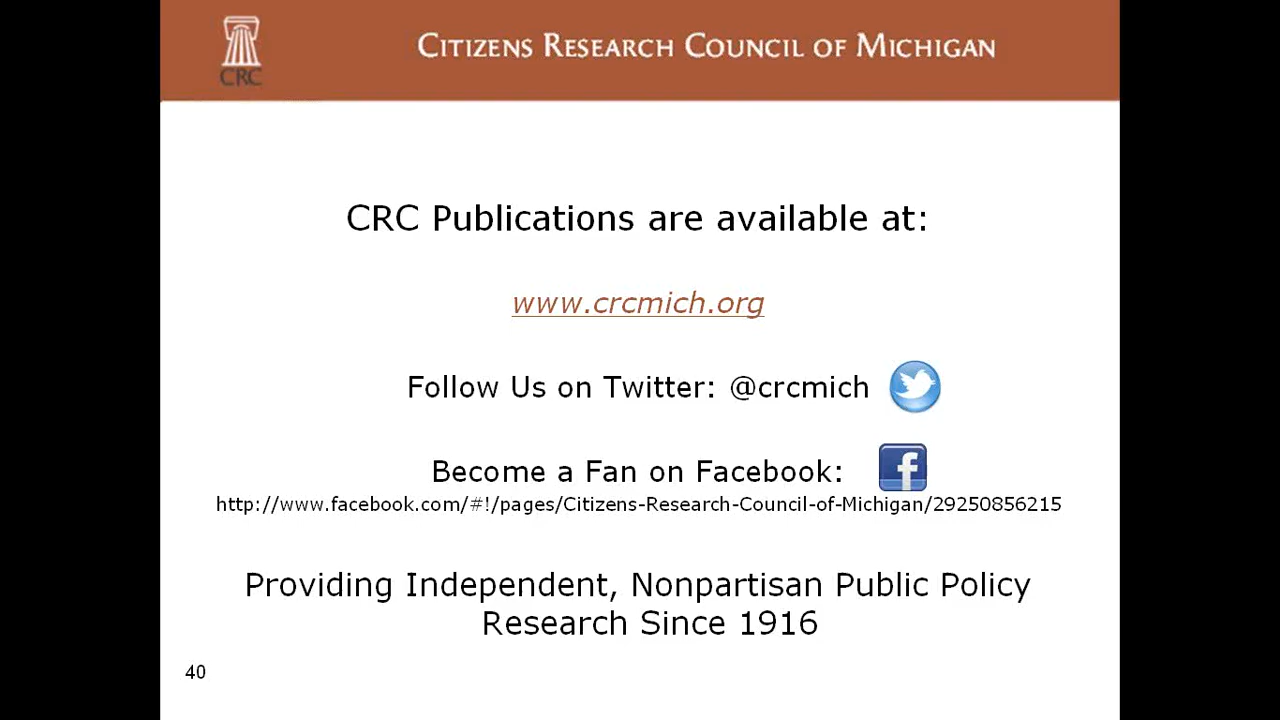 CRC
CITIZENS RESEARCH COUNCIL OF MICHIGAN
CRC Publications are available at:
www.crcmich.org
Follow Us on Twitter: @crcmich
Become a Fan on Facebook:
http://www.facebook.com/#!/pages/Citizens-Research-Council-of-Michigan/29250856215
Providing Independent, Nonpartisan Public Policy
Research Since 1916
40